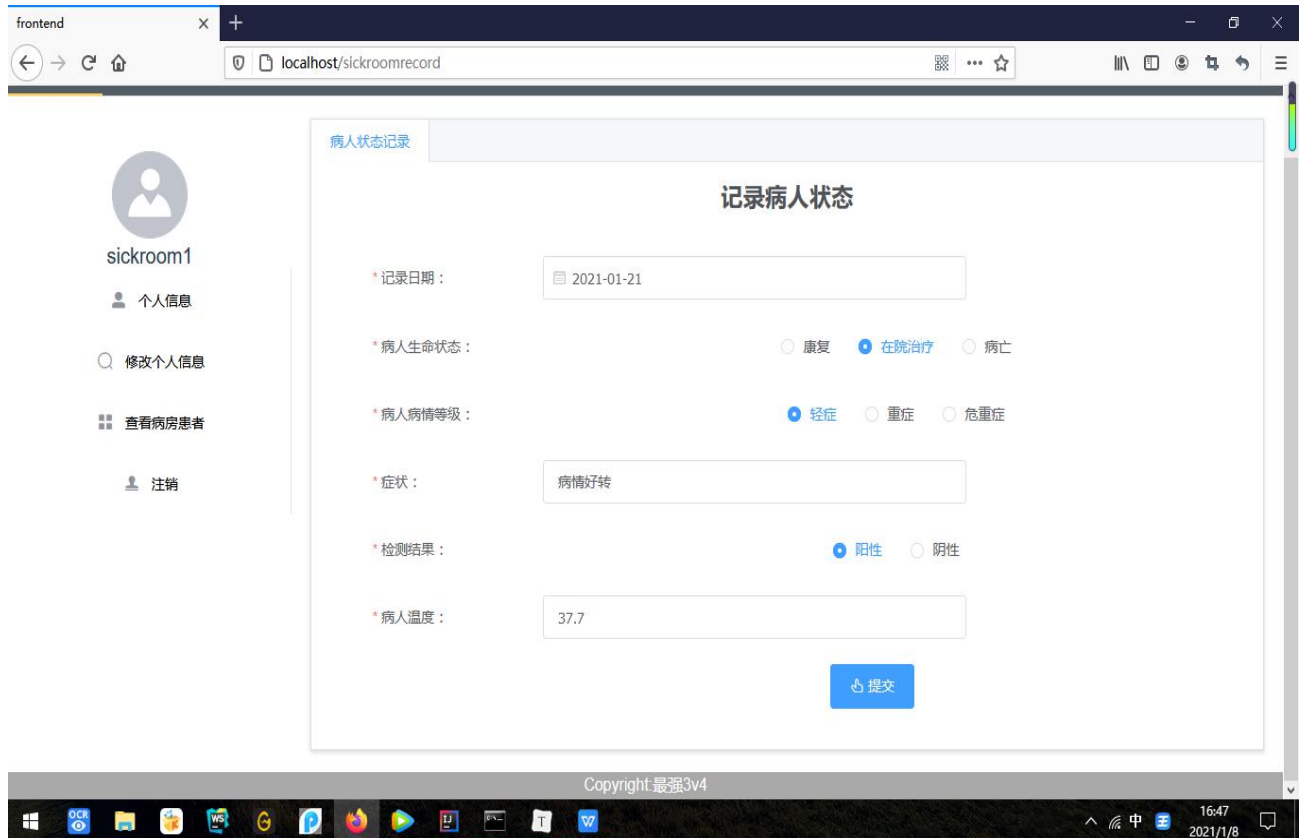 frontend
localhost/sickroomrecord
病人状态记录
记录病人状态
sickroom1
个人信息
修改个人信息
查看病房患者
注销
*记录日期：
2021-01-21
*病人生命状态：
康复 在院治疗 病亡
*病人病情等级：
轻症 重症 危重症
*症状：
病情好转
*检测结果：
阳性 阴性
*病人温度：
37.7
提交
Copyright:最强3v4
OCR
WS
IJ
T
W
中
16:47
2021/1/8